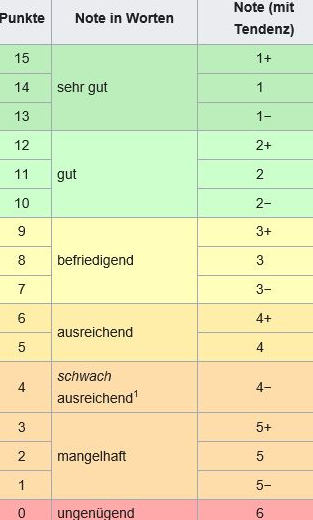 Punkte Note in Worten Note (mit
Tendenz)
15 1+
14 sehr gut 1
13 1−
12 2+
11 gut 2
10 2−
9 3+
8 befriedigend 3
7 3−
6 4+
ausreichend
5 4
schwach
4 4−
ausreichend¹
3 5+
2 mangelhaft 5
1 5−
0 ungenügend 6